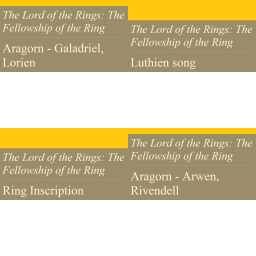 The Lord of the Rings: The
Fellowship of the Ring
Aragorn - Galadriel,
Lorien
The Lord of the Rings: The
Fellowship of the Ring
Luthien song
The Lord of the Rings: The
Fellowship of the Ring
Ring Inscription
The Lord of the Rings: The
Fellowship of the Ring
Aragorn - Arwen,
Rivendell